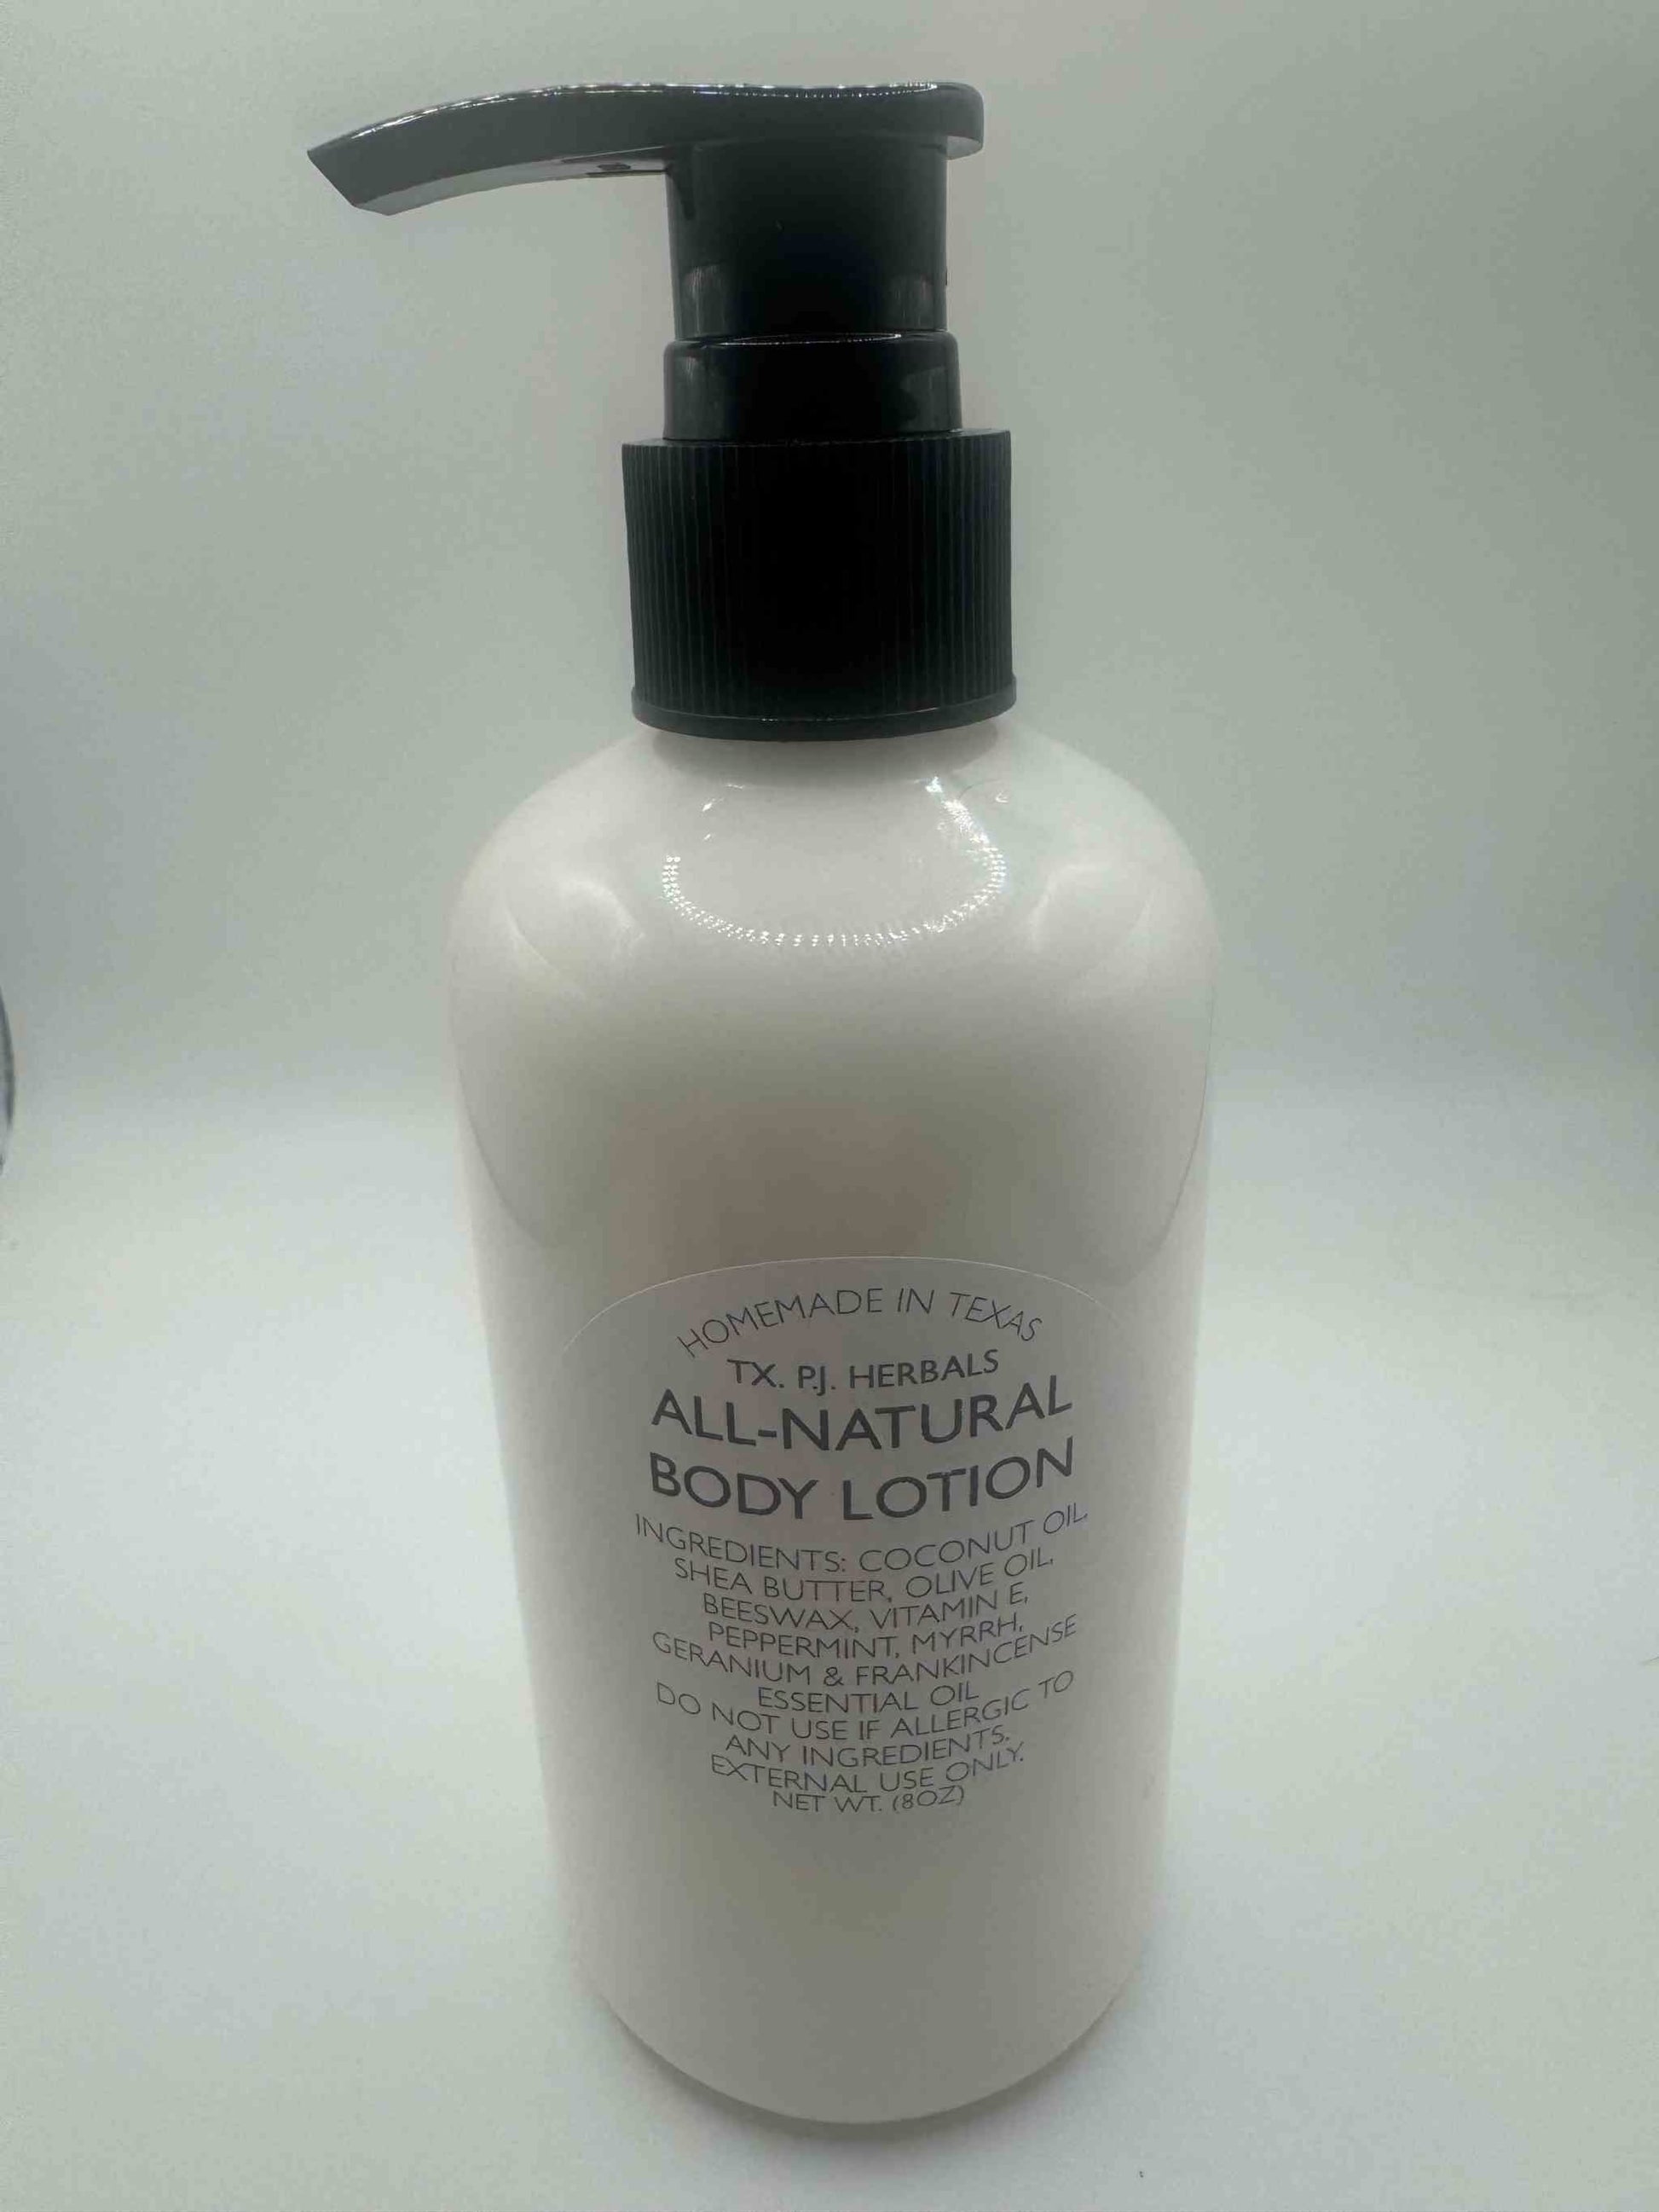 HOMEMADE IN TEXAS
TX. P.J. HERBALS
ALL-NATURAL
BODY LOTION
INGREDIENTS: COCONUT OIL,
SHEA BUTTER, OLIVE OIL,
BEESWAX, VITAMIN E,
PEPPERMINT, MYRRH,
GERANIUM & FRANKINCENSE
ESSENTIAL OIL
DO NOT USE IF ALLERGIC TO
ANY INGREDIENTS.
EXTERNAL USE ONLY.
NET WT. (8OZ)